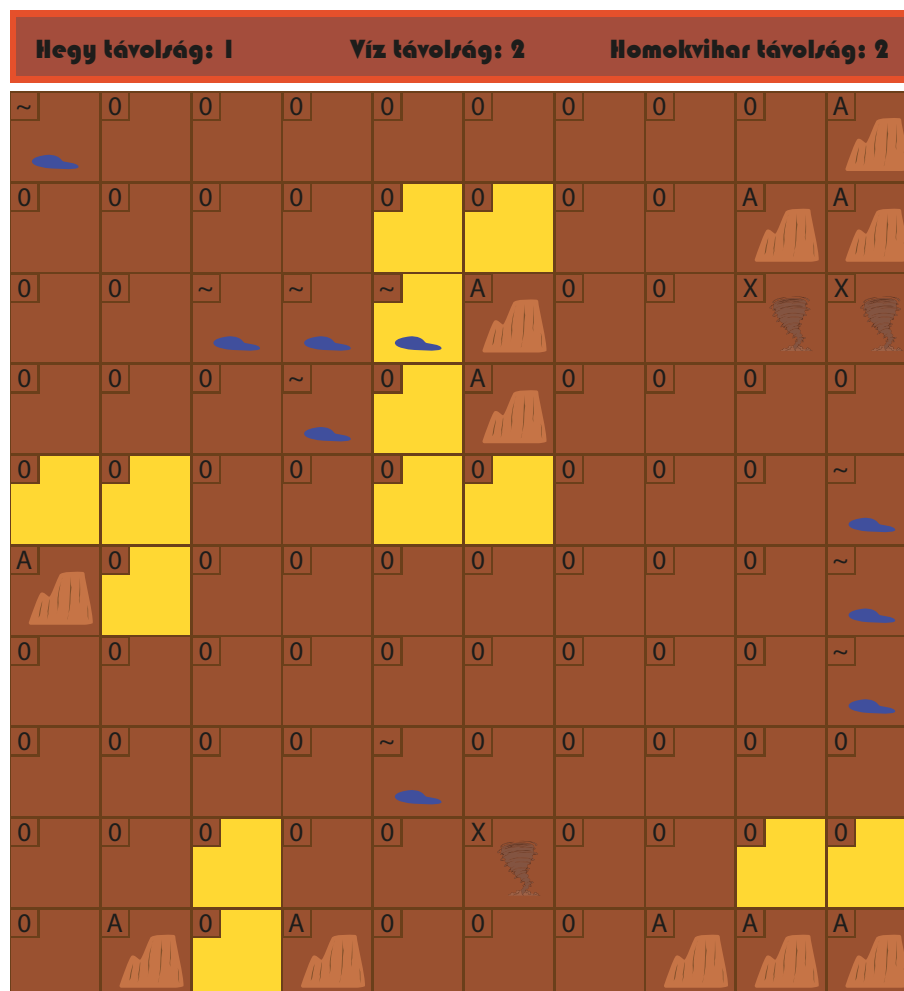 Hegy távolság: 1 Víz távolság: 2 Homokvihar távolság: 2
~ 0 0 0 0 0 0 0 0 A
0 0 0 0 0 0 0 0 A A
0 0 ~ ~ ~ A 0 0 X X
0 0 0 ~ 0 A 0 0 0 0
0 0 0 0 0 0 0 0 0 ~
A 0 0 0 0 0 0 0 0 ~
0 0 0 0 0 0 0 0 0 ~
0 0 0 0 ~ 0 0 0 0 0
0 0 0 0 0 X 0 0 0 0
0 A 0 A 0 0 0 A A A